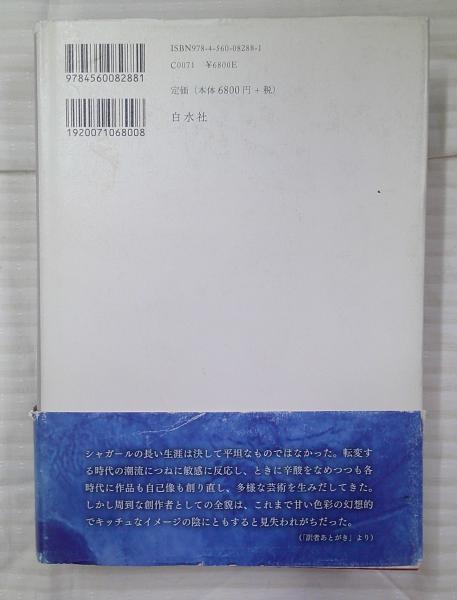 ISBN978-4-560-08288-1
C0071 ¥6800E
定価 (本体6800円+税)
白水社
9784560082881
1920071068008
シャガールの長い生涯は決して平坦なものではなかった。転変す
る時代の潮流につねに敏感に反応し、ときに辛酸をなめつつも各
時代に作品も自己像も創り直し、多様な芸術を生みだしてきた。
しかし周到な創作者としての全貌は、これまで甘い色彩の幻想的
でキッチュなイメージの陰にともすると見失われがちだった。
(「訳者あとがき」より)